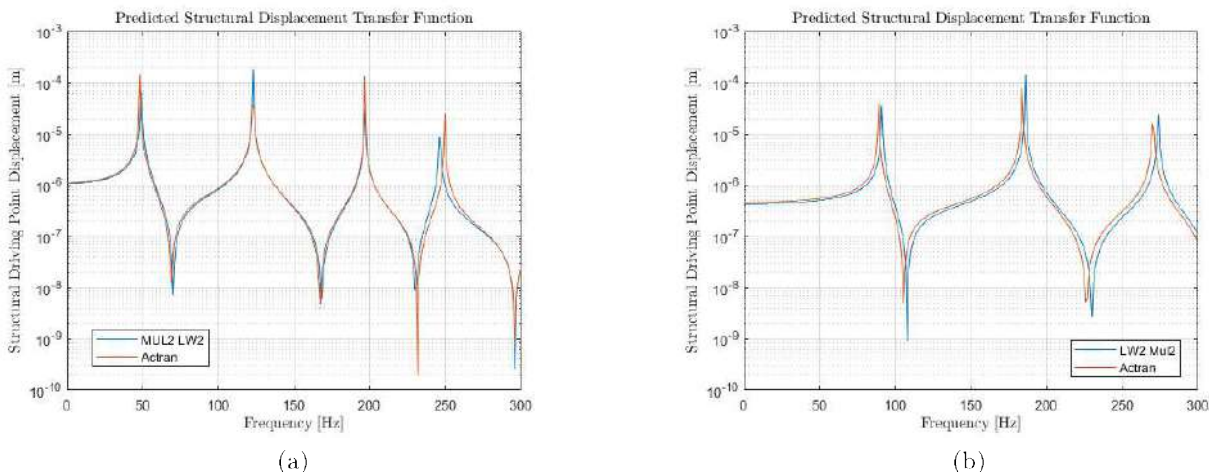 Predicted Structural Displacement Transfer Function
Structural Driving Point Displacement [m]
10^-3
10^-4
10^-5
10^-6
10^-7
10^-8
10^-9
10^-10
MUL2 LW2
Actran
0 50 100 150 200 250 300
Frequency [Hz]
(a)
Predicted Structural Displacement Transfer Function
Structural Driving Point Displacement [m]
10^-3
10^-4
10^-5
10^-6
10^-7
10^-8
10^-9
10^-10
LW2 Mul2
Actran
0 50 100 150 200 250 300
Frequency [Hz]
(b)